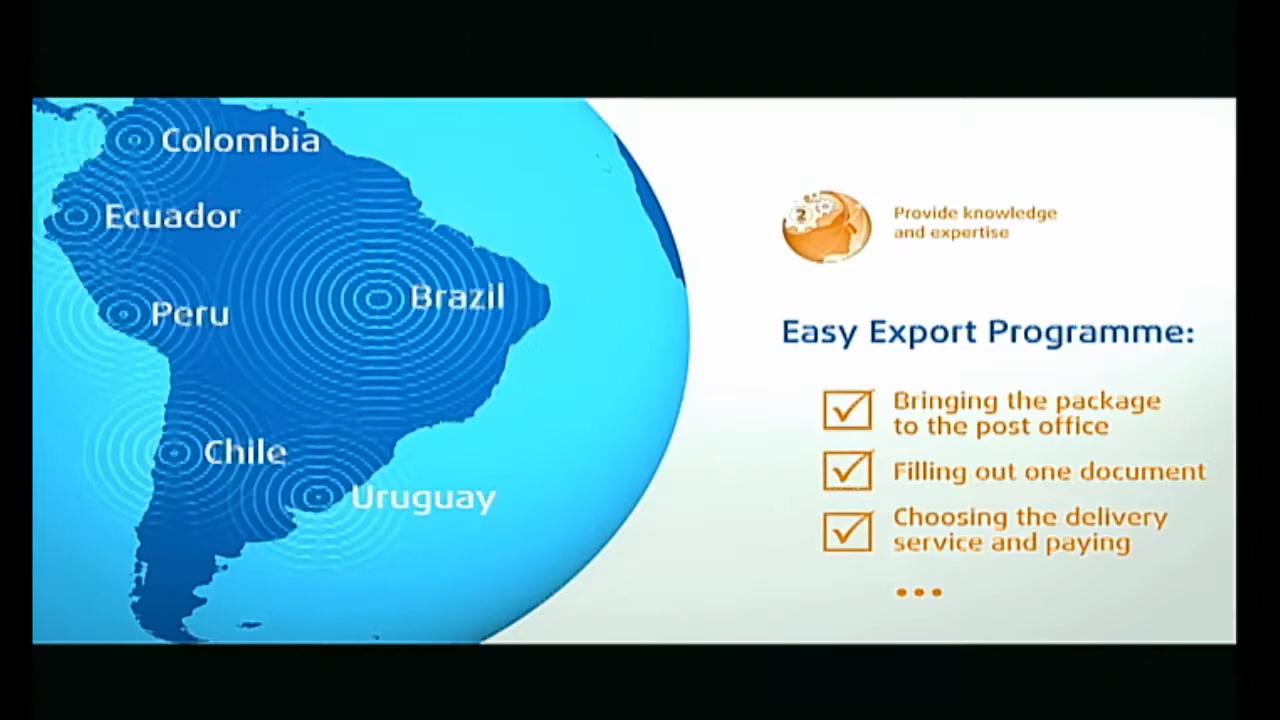 Colombia
Ecuador
Brazil
Peru
Chile
Uruguay
2
Provide knowledge
and expertise
Easy Export Programme:
Bringing the package
to the post office
Filling out one document
Choosing the delivery
service and paying
...